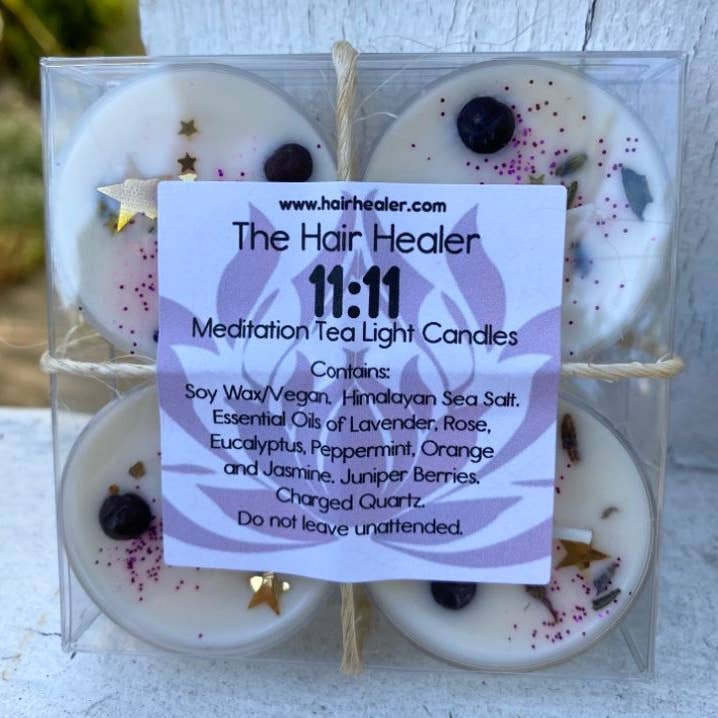 www.hairhealer.com
The Hair Healer
11:11
Meditation Tea Light Candles
Contains:
Soy Wax/Vegan. Himalayan Sea Salt.
Essential Oils of Lavender, Rose,
Eucalyptus, Peppermint, Orange
and Jasmine. Juniper Berries.
Charged Quartz.
Do not leave unattended.